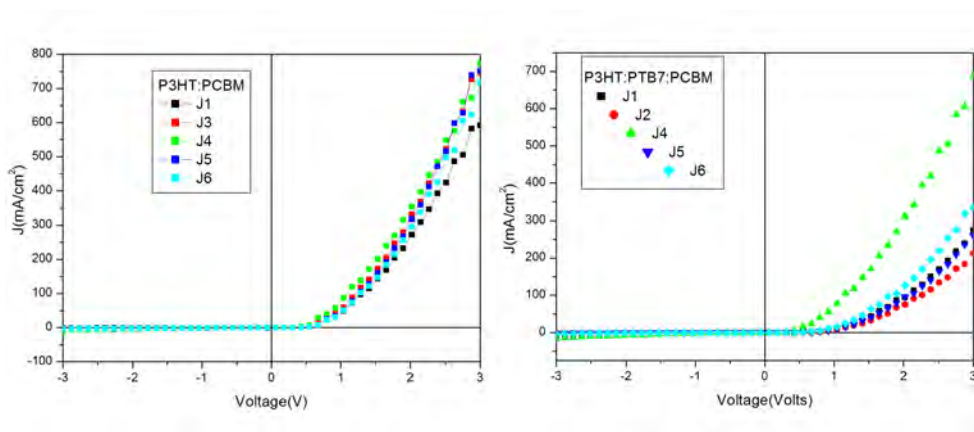 P3HT:PCBM
J1
J3
J4
J5
J6
J(mA/cm²)
800
700
600
500
400
300
200
100
0
-100
-3
-2
-1
0
1
2
3
Voltage(V)
P3HT:PTB7:PCBM
J1
J2
J4
J5
J6
J(mA/cm²)
700
600
500
400
300
200
100
0
-3
-2
-1
0
1
2
3
Voltage(Volts)